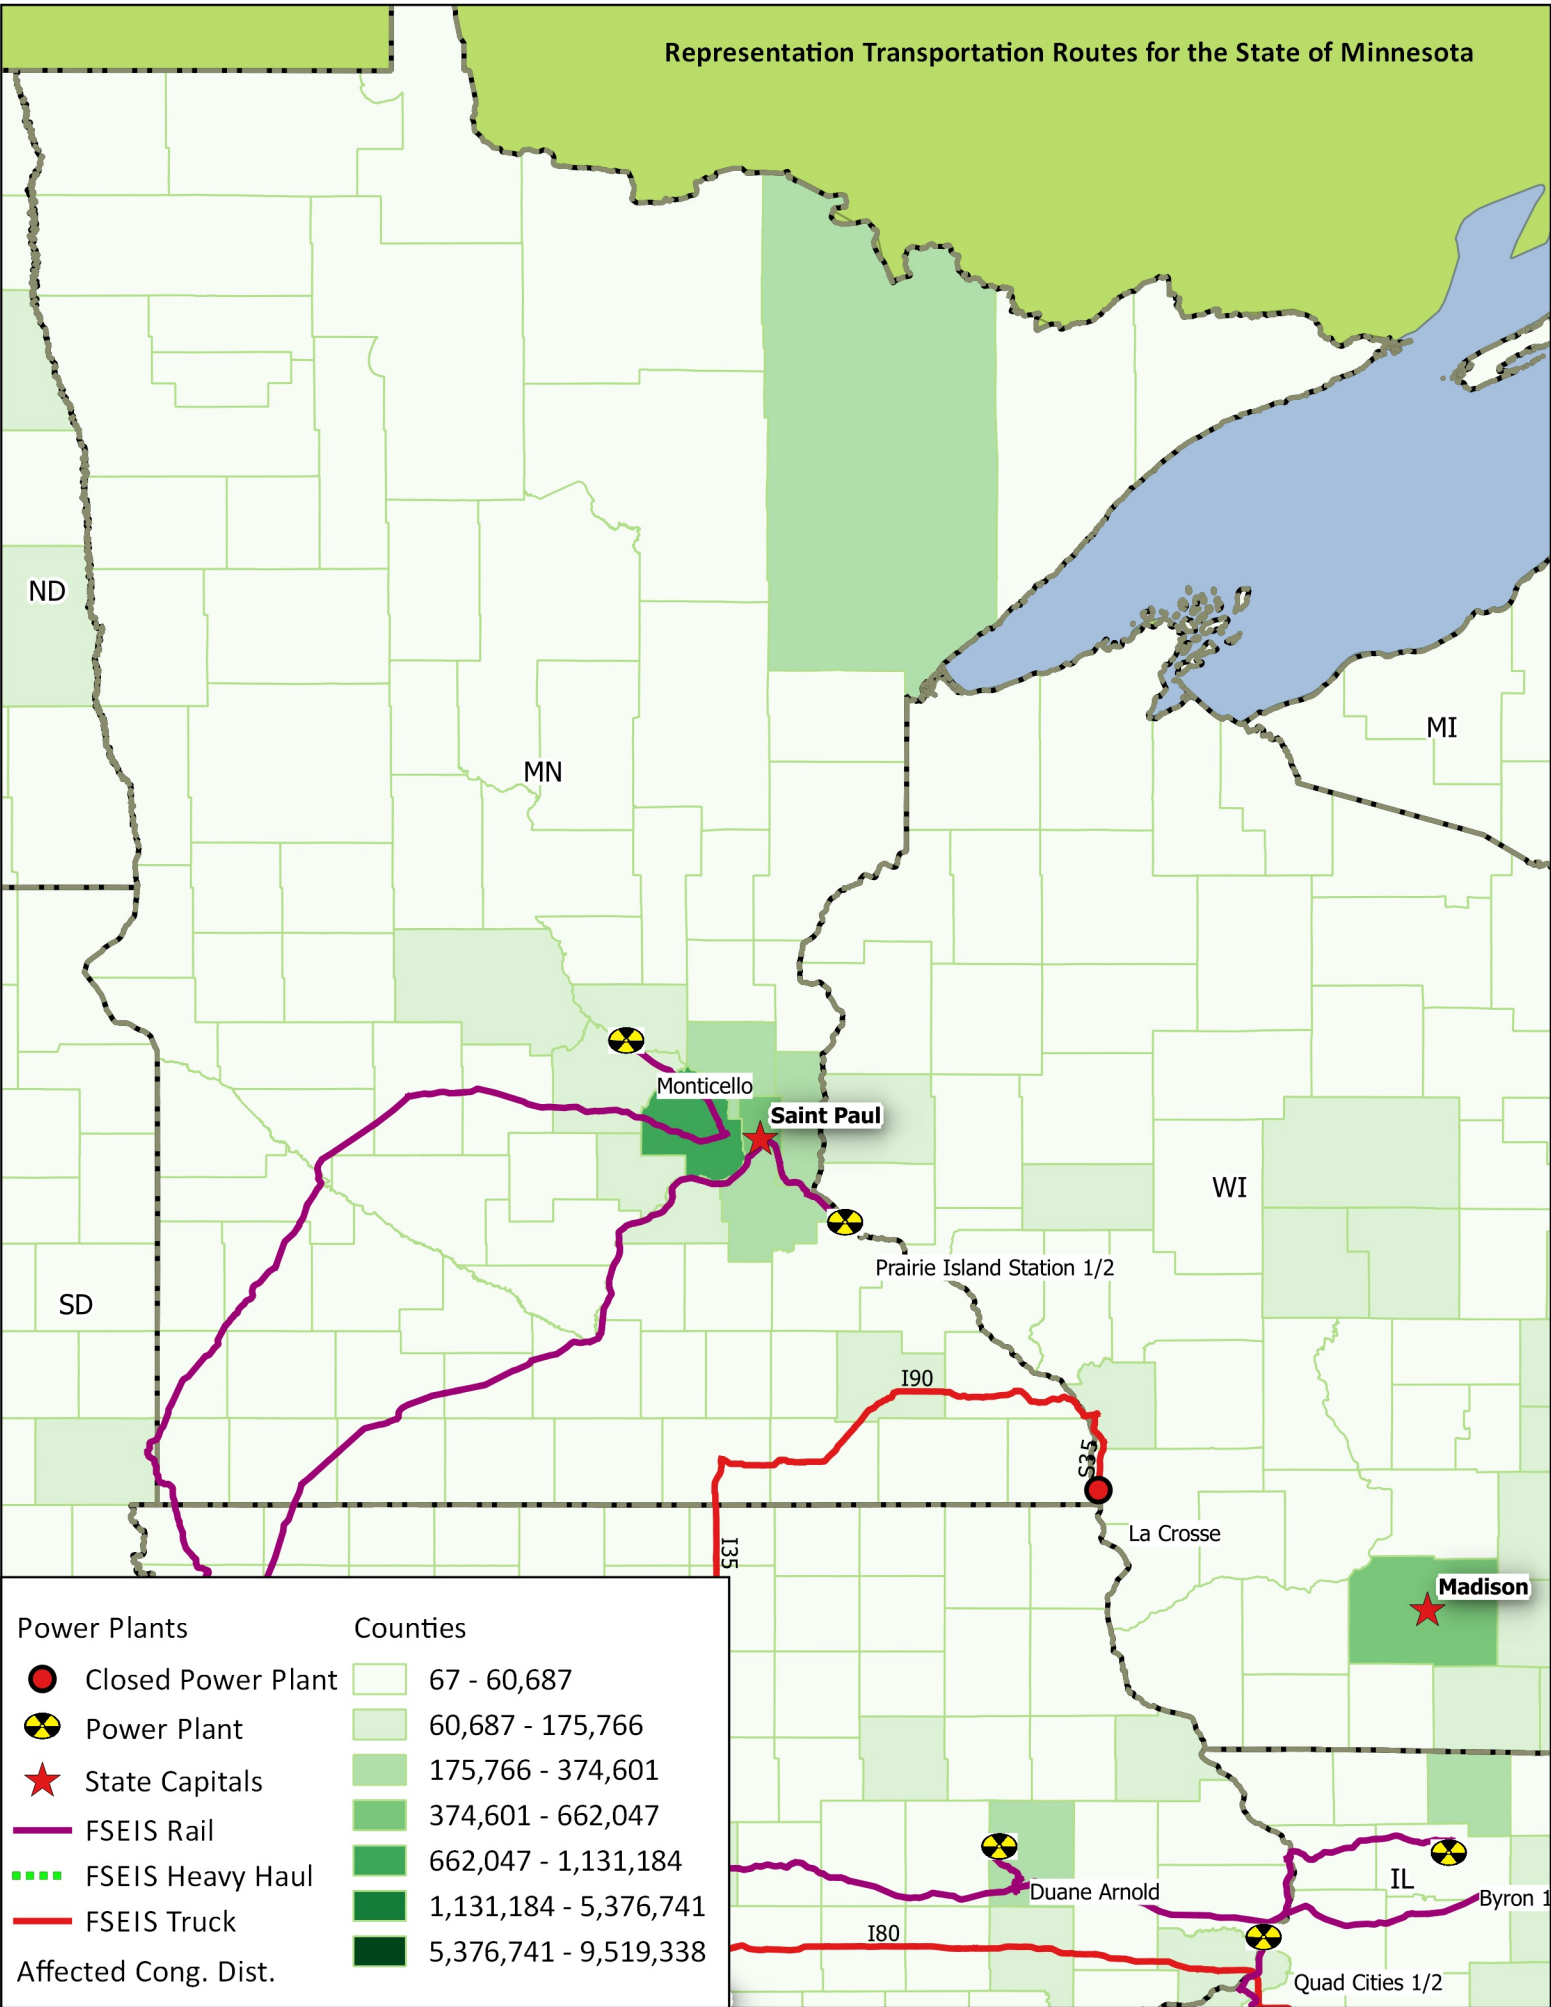 Representation Transportation Routes for the State of Minnesota
ND
MN
MI
Monticello
Saint Paul
WI
Prairie Island Station 1/2
SD
I90
S35
La Crosse
I35
Madison
Power Plants
Closed Power Plant
Power Plant
State Capitals
FSEIS Rail
FSEIS Heavy Haul
FSEIS Truck
Affected Cong. Dist.
Counties
67 - 60,687
60,687 - 175,766
175,766 - 374,601
374,601 - 662,047
662,047 - 1,131,184
1,131,184 - 5,376,741
5,376,741 - 9,519,338
Duane Arnold
IL
Byron 1
I80
Quad Cities 1/2